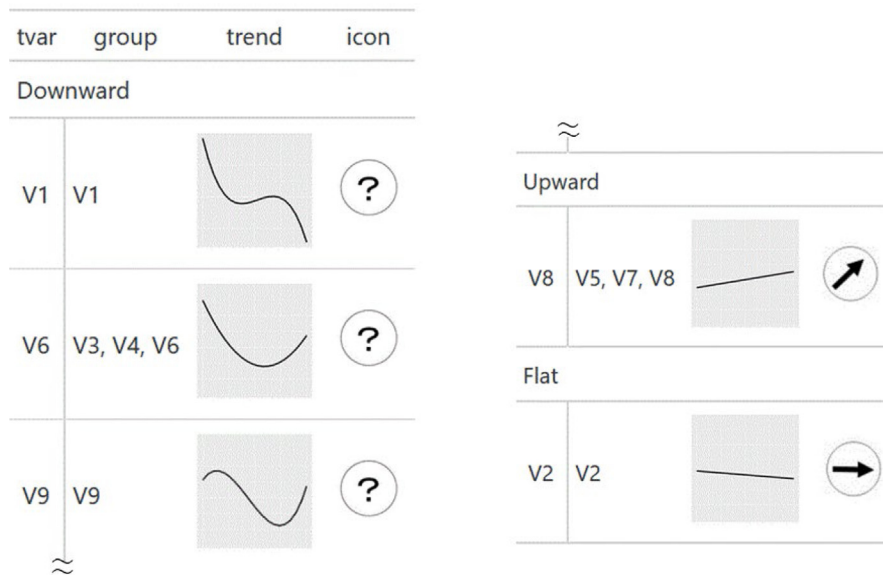 tvar group trend icon
Downward
V1 V1 ?
V6 V3, V4, V6 ?
V9 V9 ?
≈
≈
Upward
V8 V5, V7, V8
Flat
V2 V2